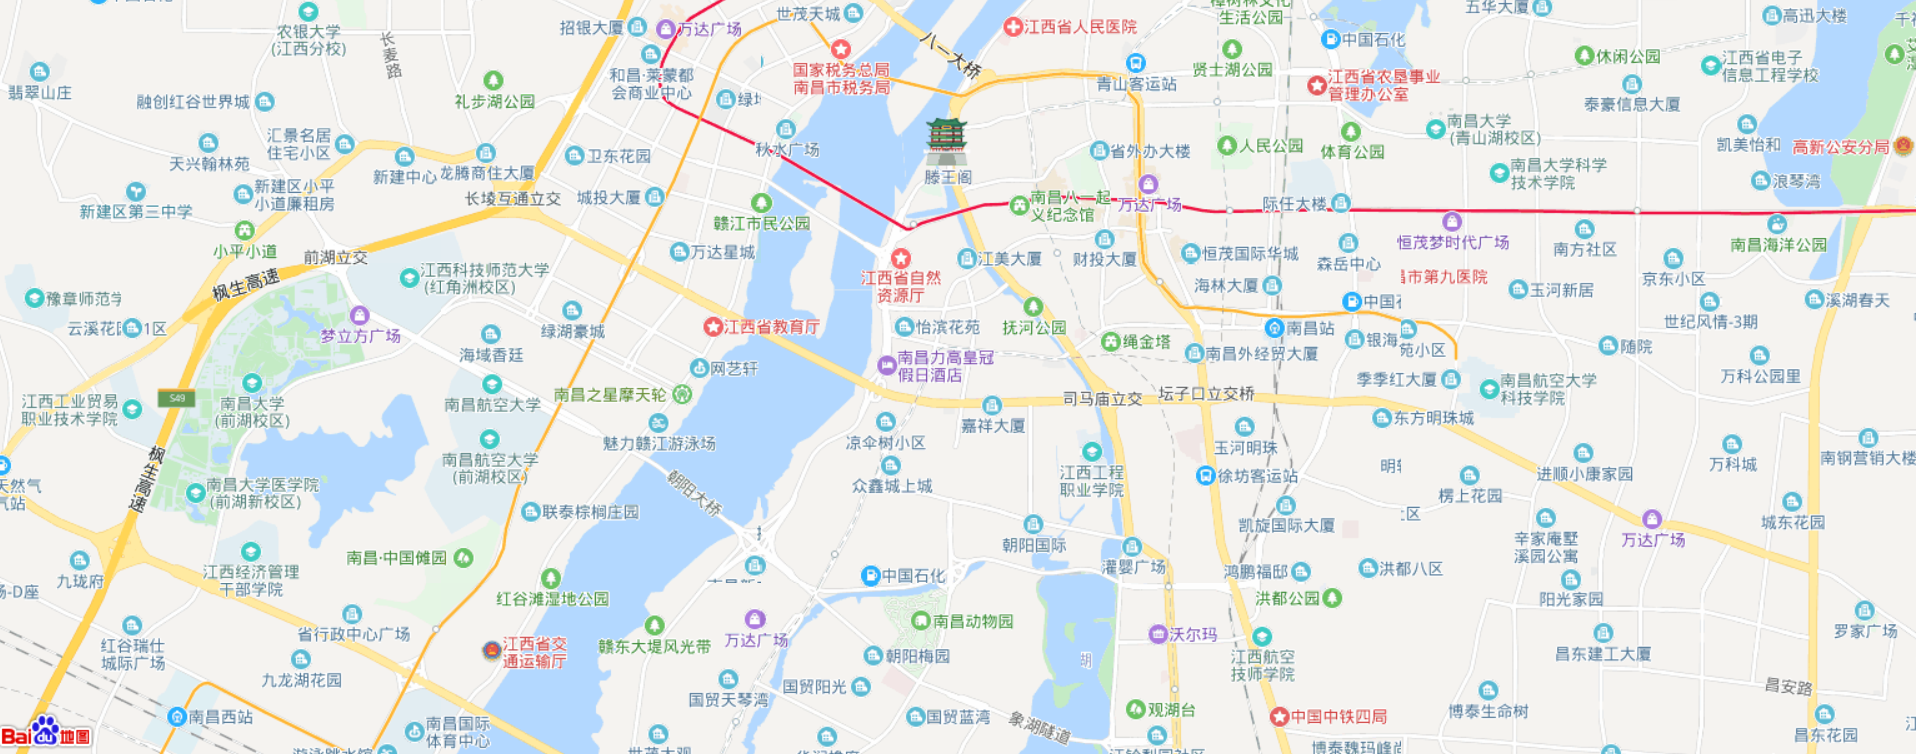 农银大学
(江西分校)
长麦路
招银大厦
万达广场
世茂天城
和昌·莱蒙都
会商业中心
国家税务总局
南昌市税务局
八一大桥
江西省人民医院
生活公园
五华大厦
高迅大楼
中国石化
贤士湖公园
休闲公园
江西省电子
信息工程学校
翡翠山庄
融创红谷世界城
礼步湖公园
青山客运站
江西省农垦事业
管理办公室
泰豪信息大厦
汇景名居
住宅小区
天兴翰林苑
新建中心
龙腾商住大厦
卫东花园
秋水广场
滕王阁
省外办大楼
人民公园
体育公园
南昌大学
(青山湖校区)
凯美怡和
高新公安分局
南昌大学科学
技术学院
浪琴湾
新建区第三中学
新建区小平
小道廉租房
长堎互通立交
城投大厦
赣江市民公园
南昌八一起
义纪念馆
万达广场
际任太楼
恒茂梦时代广场
南方社区
南昌海洋公园
小平小道
前湖立交
枫生高速
江西科技师范大学
(红角洲校区)
万达星城
江西省自然
资源厅
江美大厦
财投大厦
恒茂国际华城
森岳中心
京东小区
海林大厦
市第九医院
玉河新居
溪湖春天
豫章师范学
云溪花
1区
梦立方广场
绿湖豪城
海域香廷
江西省教育厅
怡滨花苑
抚河公园
绳金塔
南昌站
中国石
银海
苑小区
世纪风情-3期
随院
网艺轩
南昌力高皇冠
假日酒店
南昌外经贸大厦
季季红大厦
南昌航空大学
科技学院
万科公园里
S49
江西工业贸易
职业技术学院
南昌大学
(前湖校区)
南昌航空大学
南昌之星摩天轮
司马庙立交
坛子口立交桥
东方明珠城
魅力赣江游泳场
凉伞树小区
嘉祥大厦
玉河明珠
枫生高速
南昌航空大学
(前湖校区)
南昌大学医学院
(前湖新校区)
朝阳大桥
众鑫城上城
江西工程
职业学院
徐坊客运站
进顺小康家园
万科城
南钢营销大楼
天然气
气站
联泰棕榈庄园
凯旋国际大厦
楞上花园
城东花园
南昌·中国傩园
朝阳国际
灌婴广场
辛家庵墅
溪园公寓
万达广场
九珑府
江西经济管理
干部学院
红谷滩湿地公园
中国石化
鸿鹏福邸
洪都八区
阳光家园
洪都公园
省行政中心广场
江西省交
通运输厅
赣东大堤风光带
万达广场
南昌动物园
沃尔玛
罗家广场
红谷瑞仕
城际广场
九龙湖花园
朝阳梅园
江西航空
技师学院
昌东建工大厦
国贸天琴湾
国贸阳光
国贸蓝湾
观湖台
昌安路
南昌西站
南昌国际
体育中心
象湖隧道
中国中铁四局
博泰生命树
昌东花园
Bai du 地图